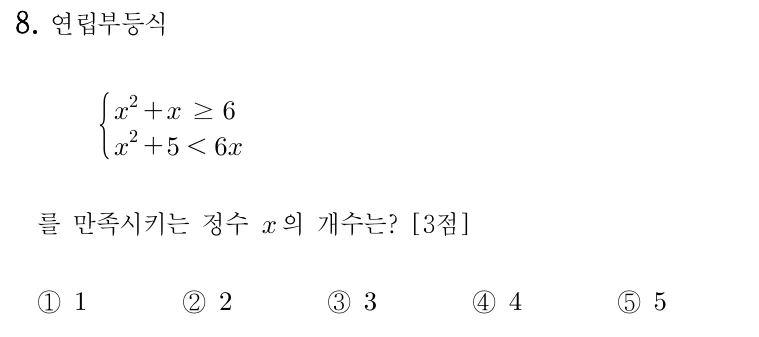 8. 연립부등식
x² + x ≥ 6
x² + 5 < 6x
를 만족시키는 정수 x의 개수는? [3점]
① 1 ② 2 ③ 3 ④ 4 ⑤ 5